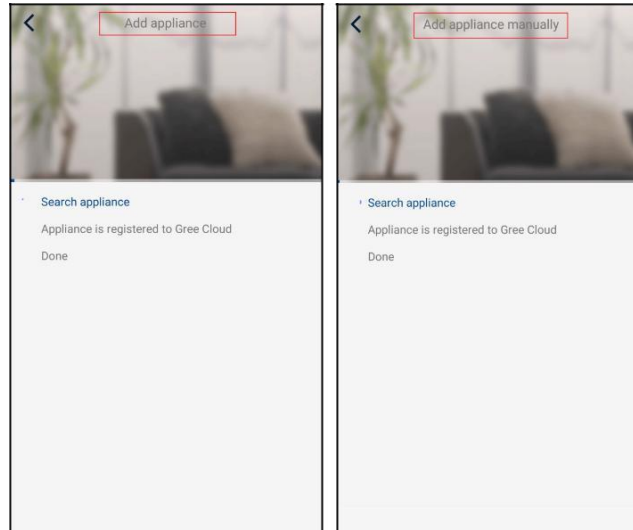 Add appliance
Search appliance
Appliance is registered to Gree Cloud
Done
Add appliance manually
Search appliance
Appliance is registered to Gree Cloud
Done